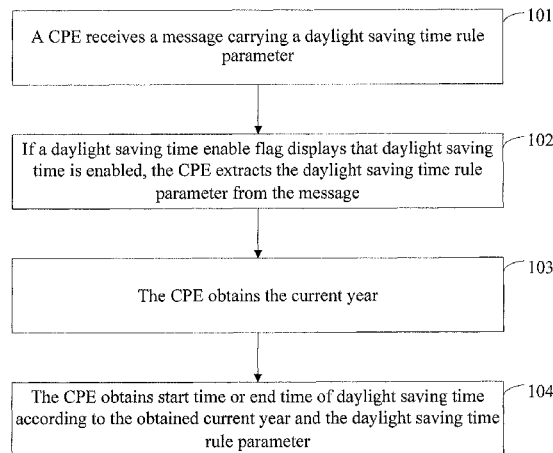 101
A CPE receives a message carrying a daylight saving time rule
parameter
102
If a daylight saving time enable flag displays that daylight saving
time is enabled, the CPE extracts the daylight saving time rule
parameter from the message
103
The CPE obtains the current year
104
The CPE obtains start time or end time of daylight saving time
according to the obtained current year and the daylight saving time
rule parameter